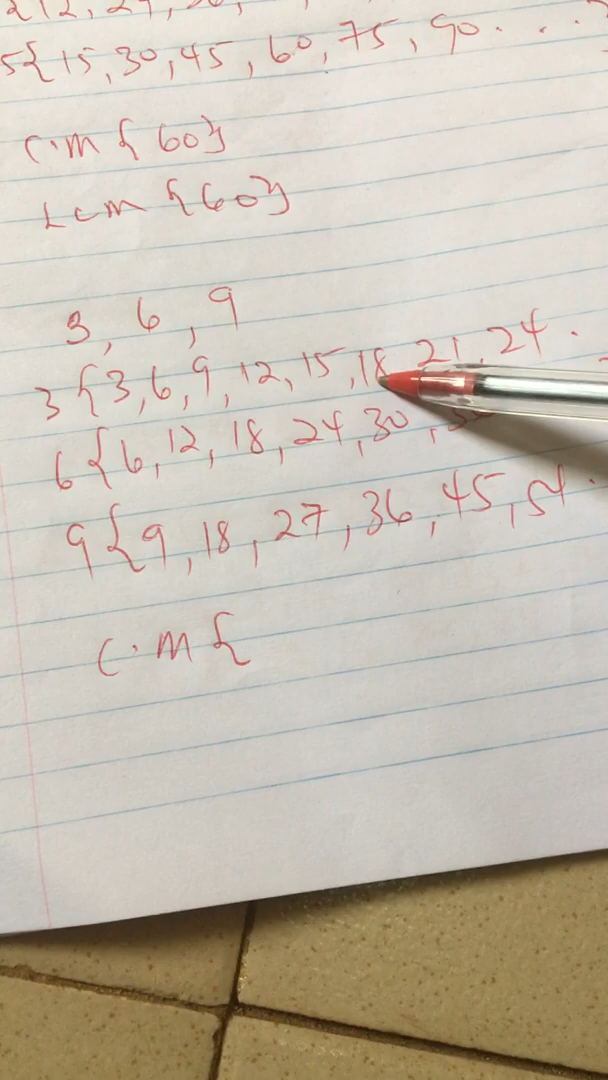 5{15,30,45,60,75,90. . .
C.M {60}
LCM {60}
3, 6, 9
3{3,6,9,12,15,18,21,24.
6{6,12,18,24,30,
9{9,18,27,36,45,54.
C.M {